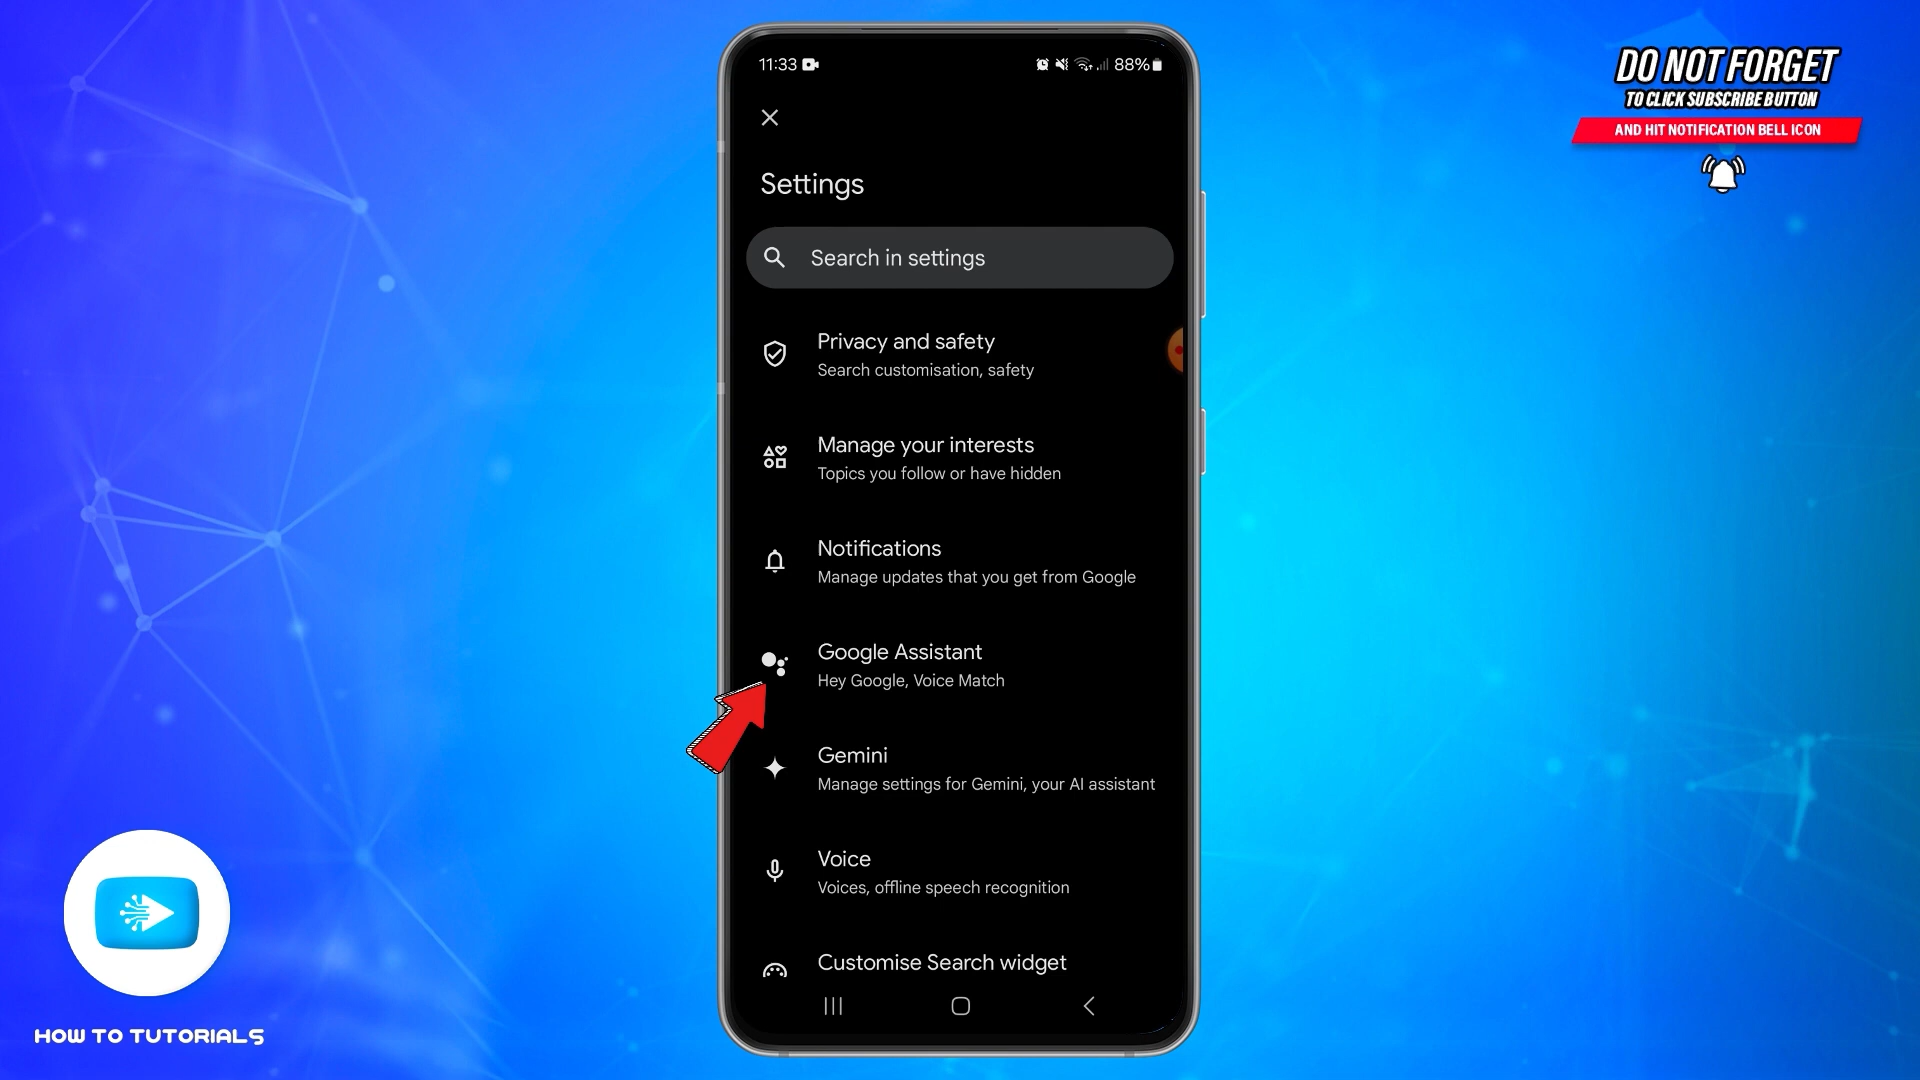 11:33
88%
DO NOT FORGET
TO CLICK SUBSCRIBE BUTTON
AND HIT NOTIFICATION BELL ICON
Settings
Search in settings
Privacy and safety
Search customisation, safety
Manage your interests
Topics you follow or have hidden
Notifications
Manage updates that you get from Google
Google Assistant
Hey Google, Voice Match
Gemini
Manage settings for Gemini, your AI assistant
Voice
Voices, offline speech recognition
Customise Search widget
HOW TO TUTORIALS